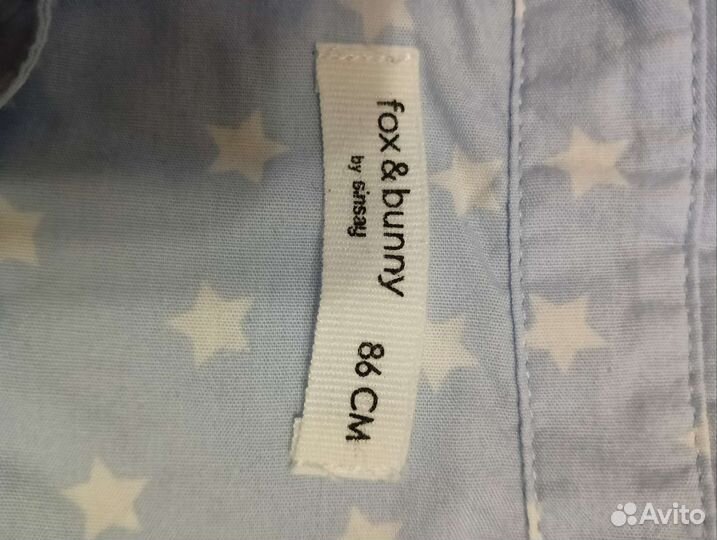 fox & bunny
by sinsay
86 CM
Avito